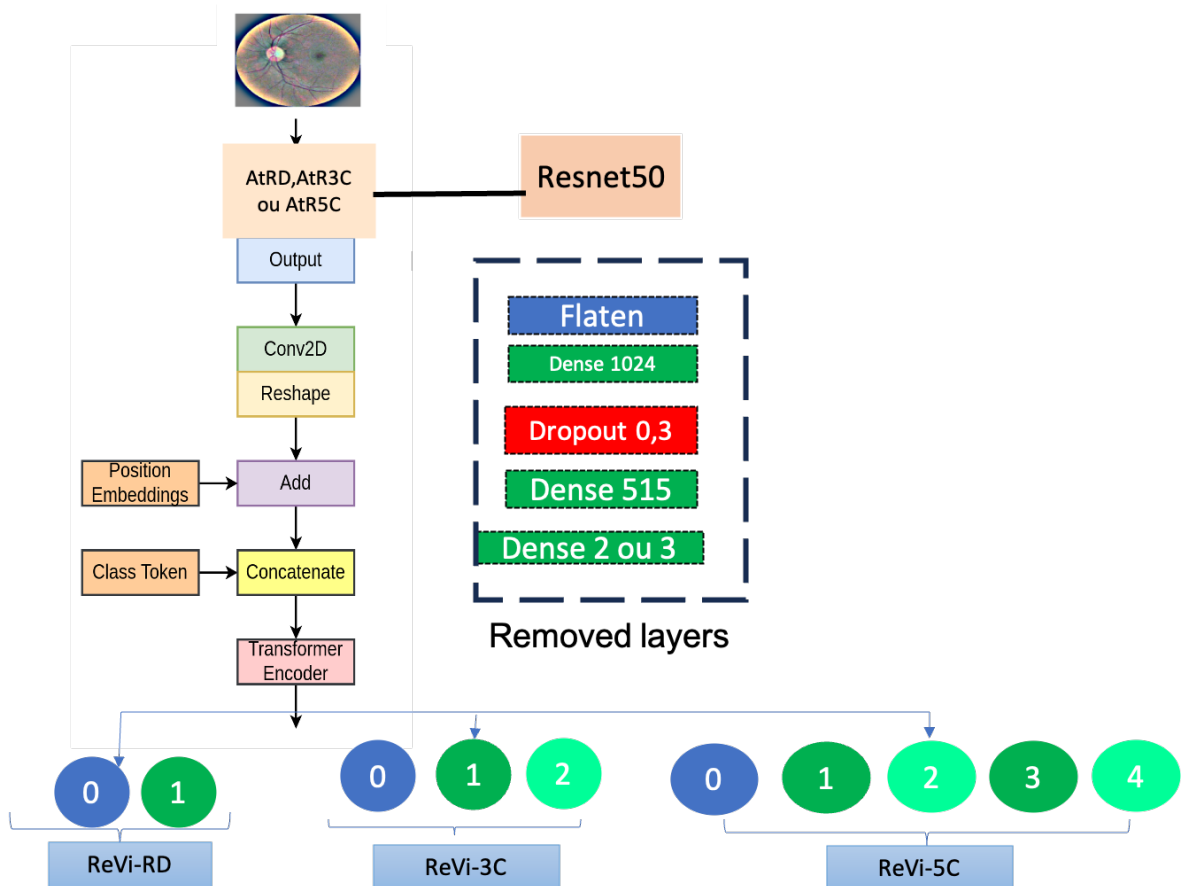 AtRD,AtR3C
ou AtR5C
Resnet50
Output
Conv2D
Reshape
Position
Embeddings
Add
Class Token
Concatenate
Transformer
Encoder
Flaten
Dense 1024
Dropout 0,3
Dense 515
Dense 2 ou 3
Removed layers
0
1
0
1
2
0
1
2
3
4
ReVi-RD
ReVi-3C
ReVi-5C